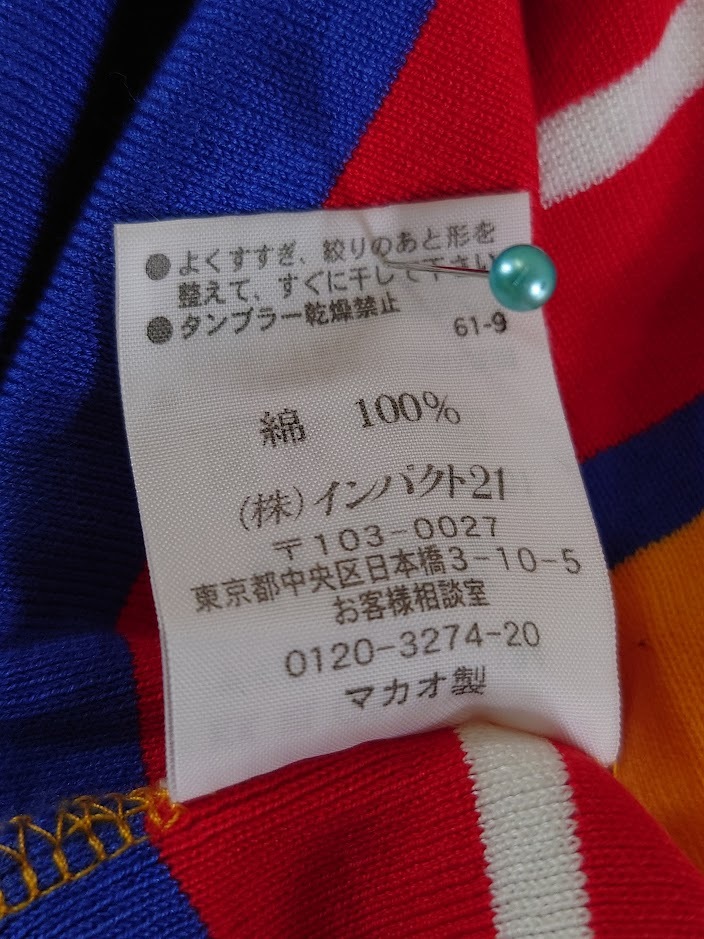 ●よくすすぎ、絞りのあと形を
整えて、すぐに干して下さい
●タンブラー乾燥禁止
61-9
綿 100%
(株)インパクト21
〒103-0027
東京都中央区日本橋3-10-5
お客様相談室
0120-3274-20
マカオ製